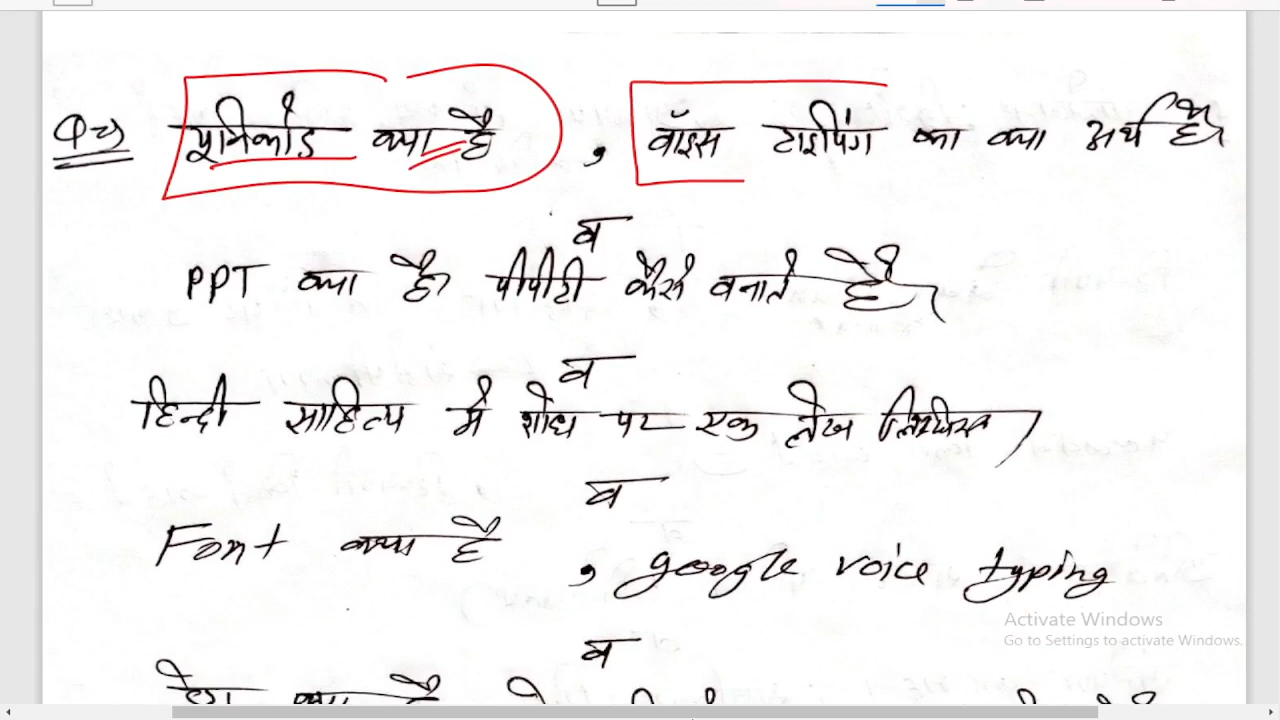 Q⇒ यूनिकोड क्या है , वॉइस टाइपिंग का क्या अर्थ है।
व
PPT क्या है। पीपीटी कैसे बनाते है।
व
हिन्दी साहित्य में शोध पर एक लेख लिखिए।
व
Font क्या है , google voice typing
Activate Windows
Go to Settings to activate Windows.
व
क्या है